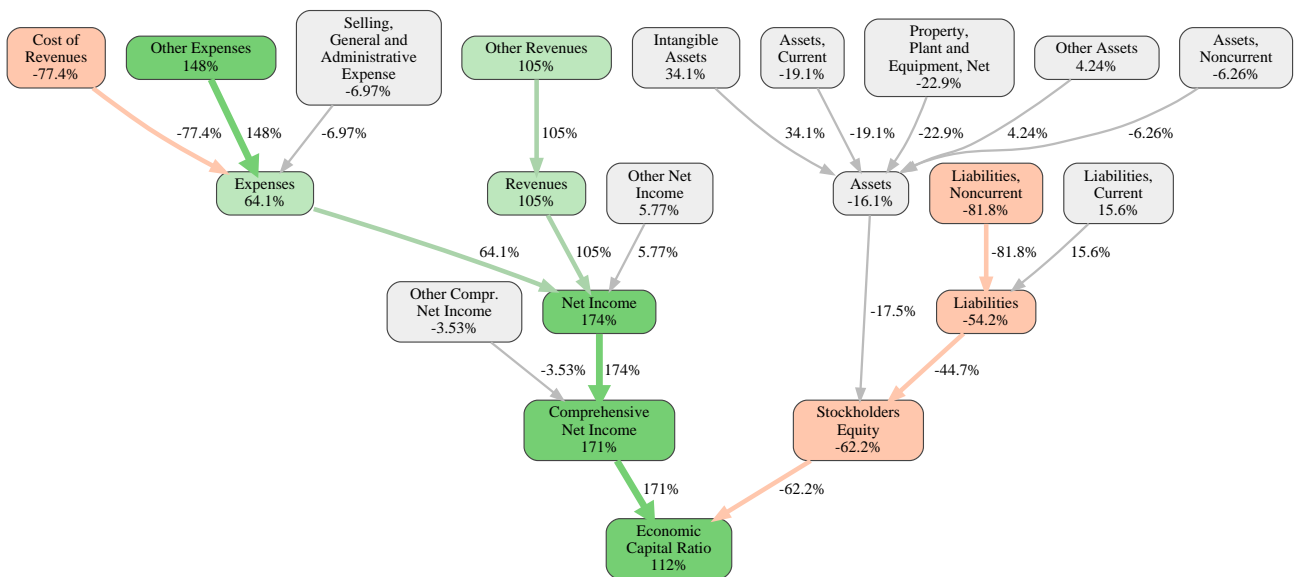 Cost of
Revenues
-77.4%
Other Expenses
148%
Selling,
General and
Administrative
Expense
-6.97%
Other Revenues
105%
Intangible
Assets
34.1%
Assets,
Current
-19.1%
Property,
Plant and
Equipment, Net
-22.9%
Other Assets
4.24%
Assets,
Noncurrent
-6.26%
-77.4%
148%
-6.97%
105%
34.1%
-19.1%
-22.9%
4.24%
-6.26%
Expenses
64.1%
Revenues
105%
Other Net
Income
5.77%
Assets
-16.1%
Liabilities,
Noncurrent
-81.8%
Liabilities,
Current
15.6%
64.1%
105%
5.77%
-81.8%
15.6%
Other Compr.
Net Income
-3.53%
Net Income
174%
-17.5%
Liabilities
-54.2%
-3.53%
174%
-44.7%
Comprehensive
Net Income
171%
Stockholders
Equity
-62.2%
171%
-62.2%
Economic
Capital Ratio
112%